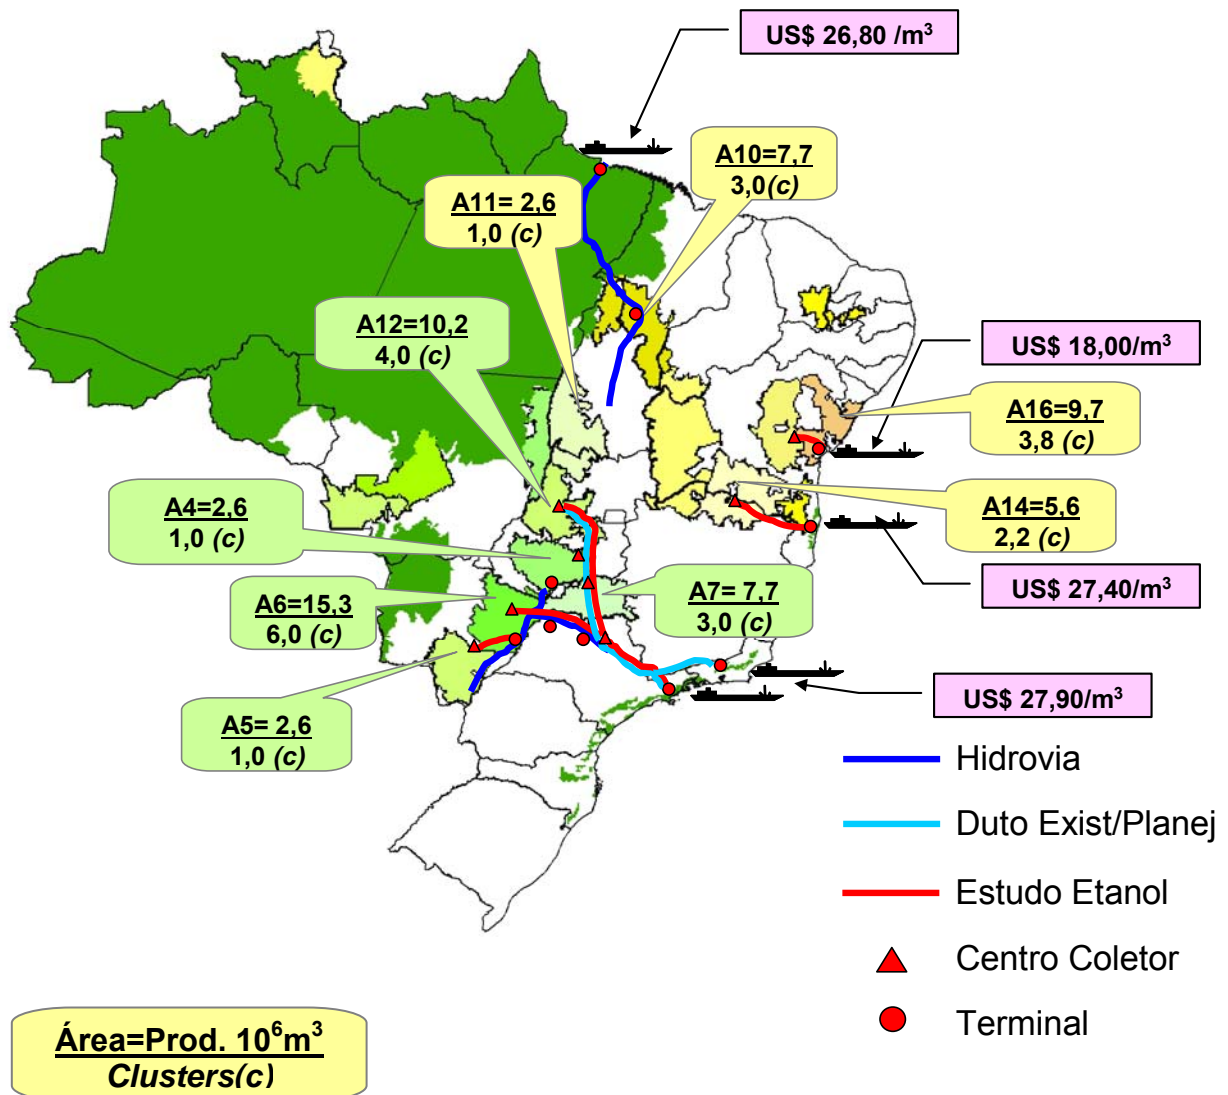 US$ 26,80 /m³
A10=7,7
3,0(c)
A11= 2,6
1,0 (c)
A12=10,2
4,0 (c)
US$ 18,00/m³
A16=9,7
3,8 (c)
A4=2,6
1,0 (c)
A14=5,6
2,2 (c)
A6=15,3
6,0 (c)
A7= 7,7
3,0 (c)
US$ 27,40/m³
US$ 27,90/m³
A5= 2,6
1,0 (c)
Hidrovia
Duto Exist/Planej
Estudo Etanol
Centro Coletor
Terminal
Área=Prod. 10⁶m³
Clusters(c)